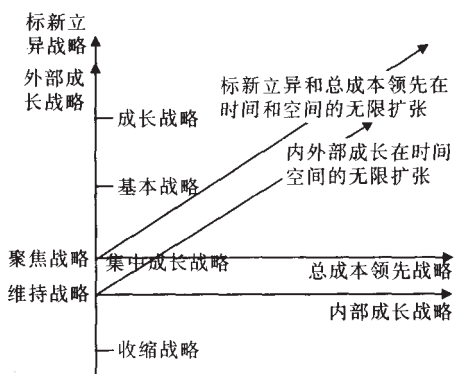 标新立
异战略
外部成
长战略
标新立异和总成本领先在
时间和空间的无限扩张
成长战略
内外部成长在时间
空间的无限扩张
基本战略
聚焦战略
集中成长战略
总成本领先战略
维持战略
内部成长战略
收缩战略